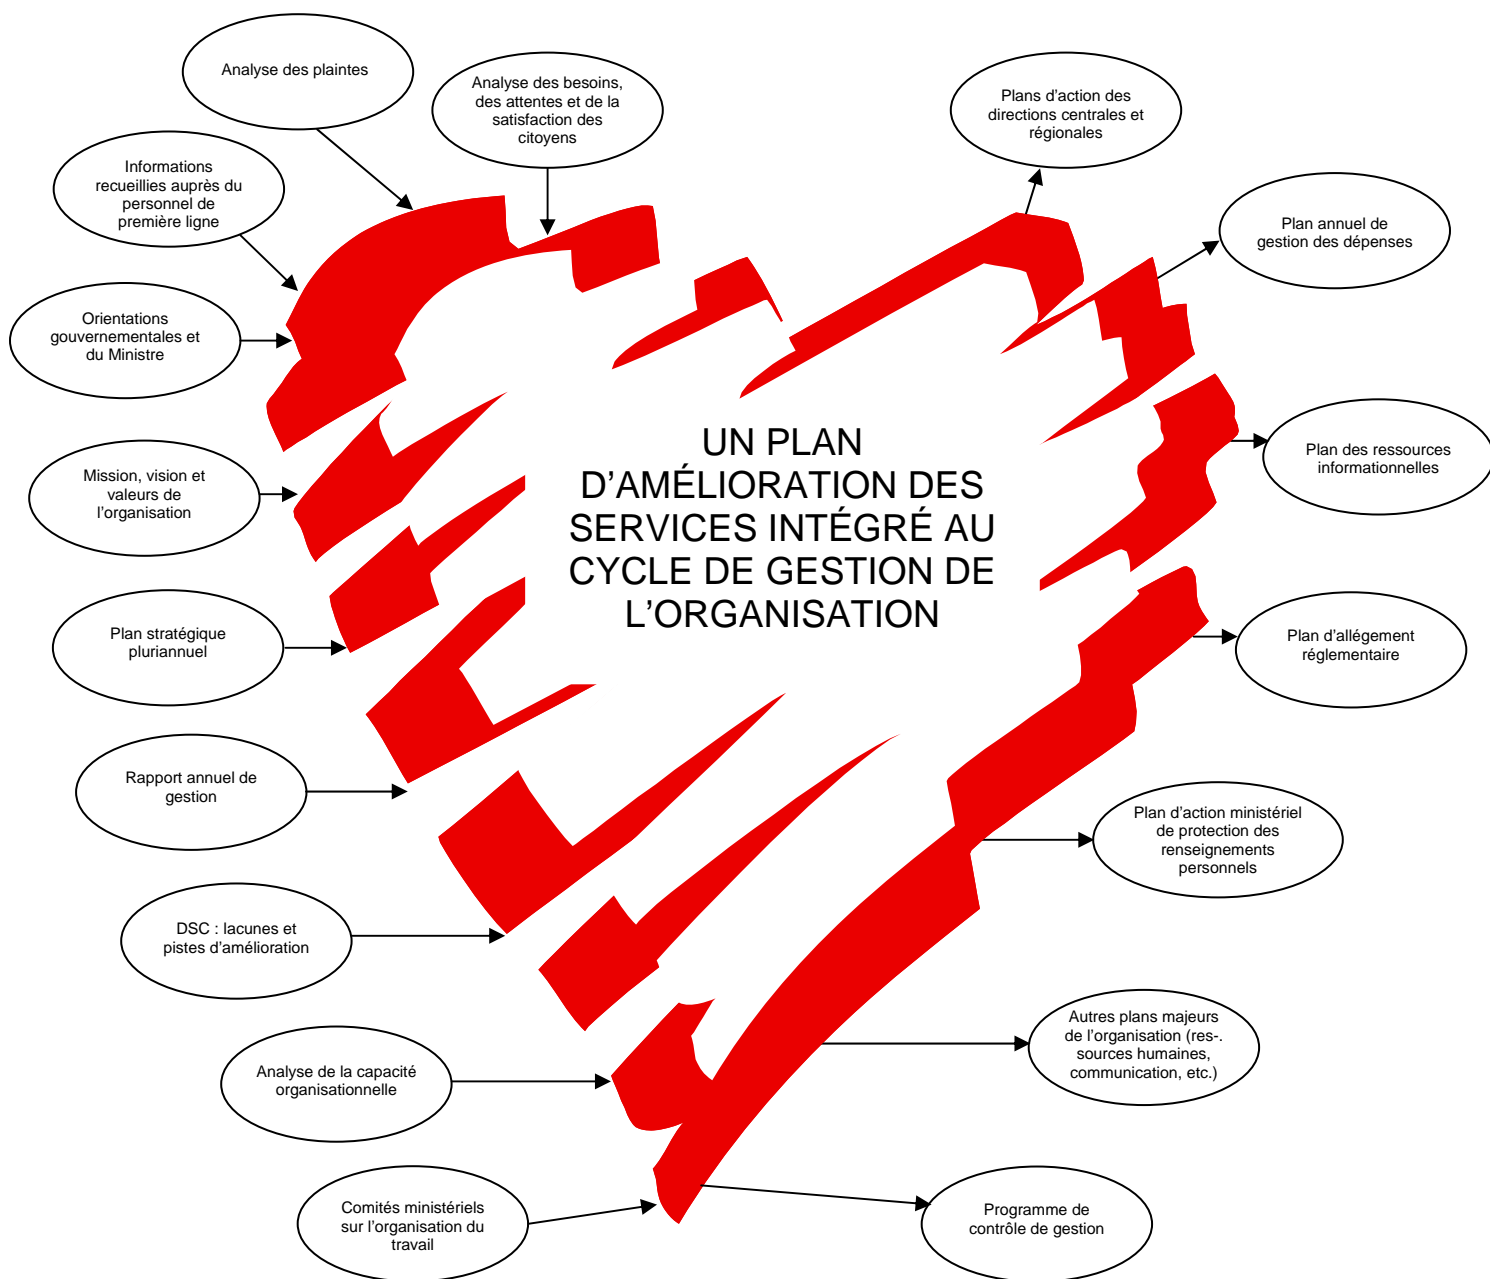 Analyse des plaintes
Analyse des besoins,
des attentes et de la
satisfaction des
citoyens
Plans d'action des
directions centrales et
régionales
Informations
recueillies auprès du
personnel de
première ligne
Plan annuel de
gestion des dépenses
Orientations
gouvernementales et
du Ministre
UN PLAN
D'AMÉLIORATION DES
SERVICES INTÉGRÉ AU
CYCLE DE GESTION DE
L'ORGANISATION
Plan des ressources
informationnelles
Mission, vision et
valeurs de
l'organisation
Plan stratégique
pluriannuel
Plan d'allégement
réglementaire
Rapport annuel de
gestion
Plan d'action ministériel
de protection des
renseignements
personnels
DSC : lacunes et
pistes d'amélioration
Autres plans majeurs
de l'organisation (res-.
sources humaines,
communication, etc.)
Analyse de la capacité
organisationnelle
Comités ministériels
sur l'organisation du
travail
Programme de
contrôle de gestion